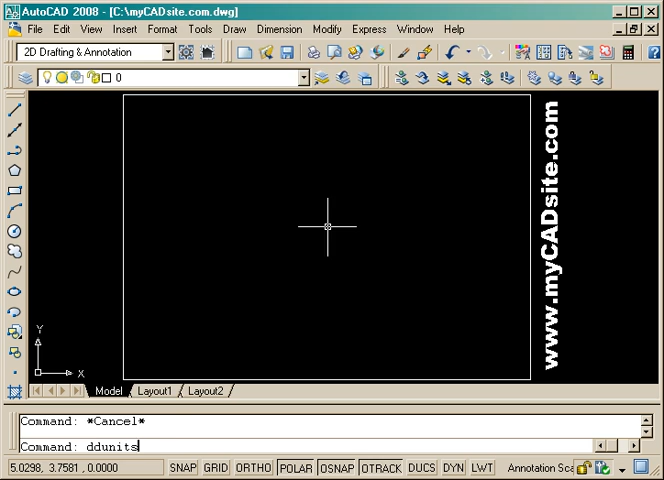 AutoCAD 2008 - [C:\myCADsite.com.dwg]
File Edit View Insert Format Tools Draw Dimension Modify Express Window Help
2D Drafting & Annotation
0
www.myCADsite.com
Y
X
Model Layout1 Layout2
Command: *Cancel*
Command: ddunits
5.0298, 3.7581 , 0.0000 SNAP GRID ORTHO POLAR OSNAP OTRACK DUCS DYN LWT Annotation Sca